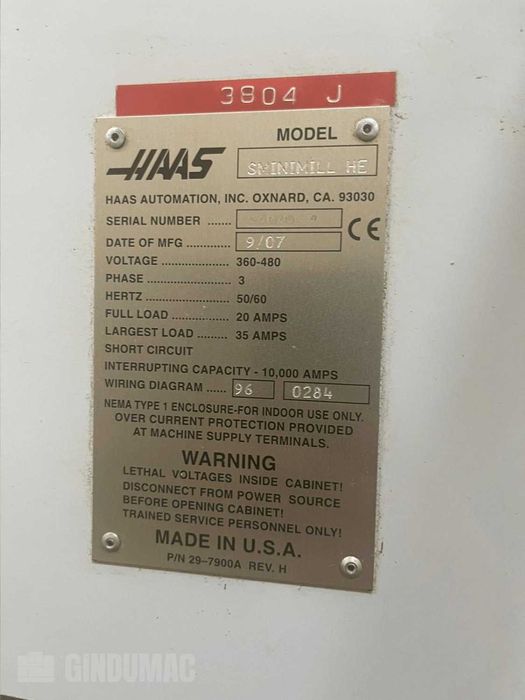 3804 J
MODEL
HAAS SMINIMILL HE
HAAS AUTOMATION, INC. OXNARD, CA. 93030
SERIAL NUMBER ......
DATE OF MFG ................. 9/07 CE
VOLTAGE ................ 360-480
PHASE ..................... 3
HERTZ ..................... 50/60
FULL LOAD ............. 20 AMPS
LARGEST LOAD ........ 35 AMPS
SHORT CIRCUIT
INTERRUPTING CAPACITY - 10,000 AMPS
WIRING DIAGRAM ...... 96 0284
NEMA TYPE 1 ENCLOSURE-FOR INDOOR USE ONLY.
OVER CURRENT PROTECTION PROVIDED
AT MACHINE SUPPLY TERMINALS.
WARNING
LETHAL VOLTAGES INSIDE CABINET!
DISCONNECT FROM POWER SOURCE
BEFORE OPENING CABINET!
TRAINED SERVICE PERSONNEL ONLY!
MADE IN U.S.A.
P/N 29-7900A REV. H
GINDUMAC